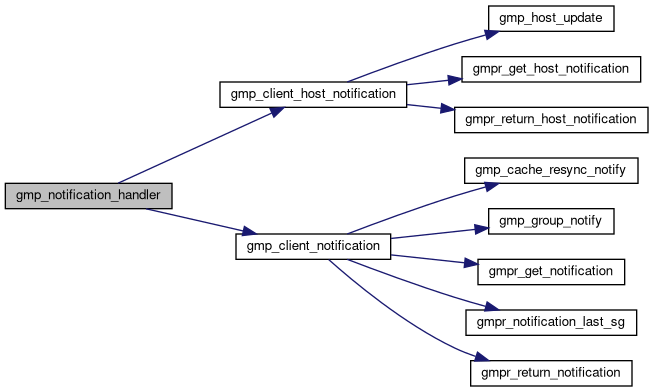 gmp_host_update
gmpr_get_host_notification
gmp_client_host_notification
gmpr_return_host_notification
gmp_cache_resync_notify
gmp_notification_handler
gmp_group_notify
gmp_client_notification
gmpr_get_notification
gmpr_notification_last_sg
gmpr_return_notification